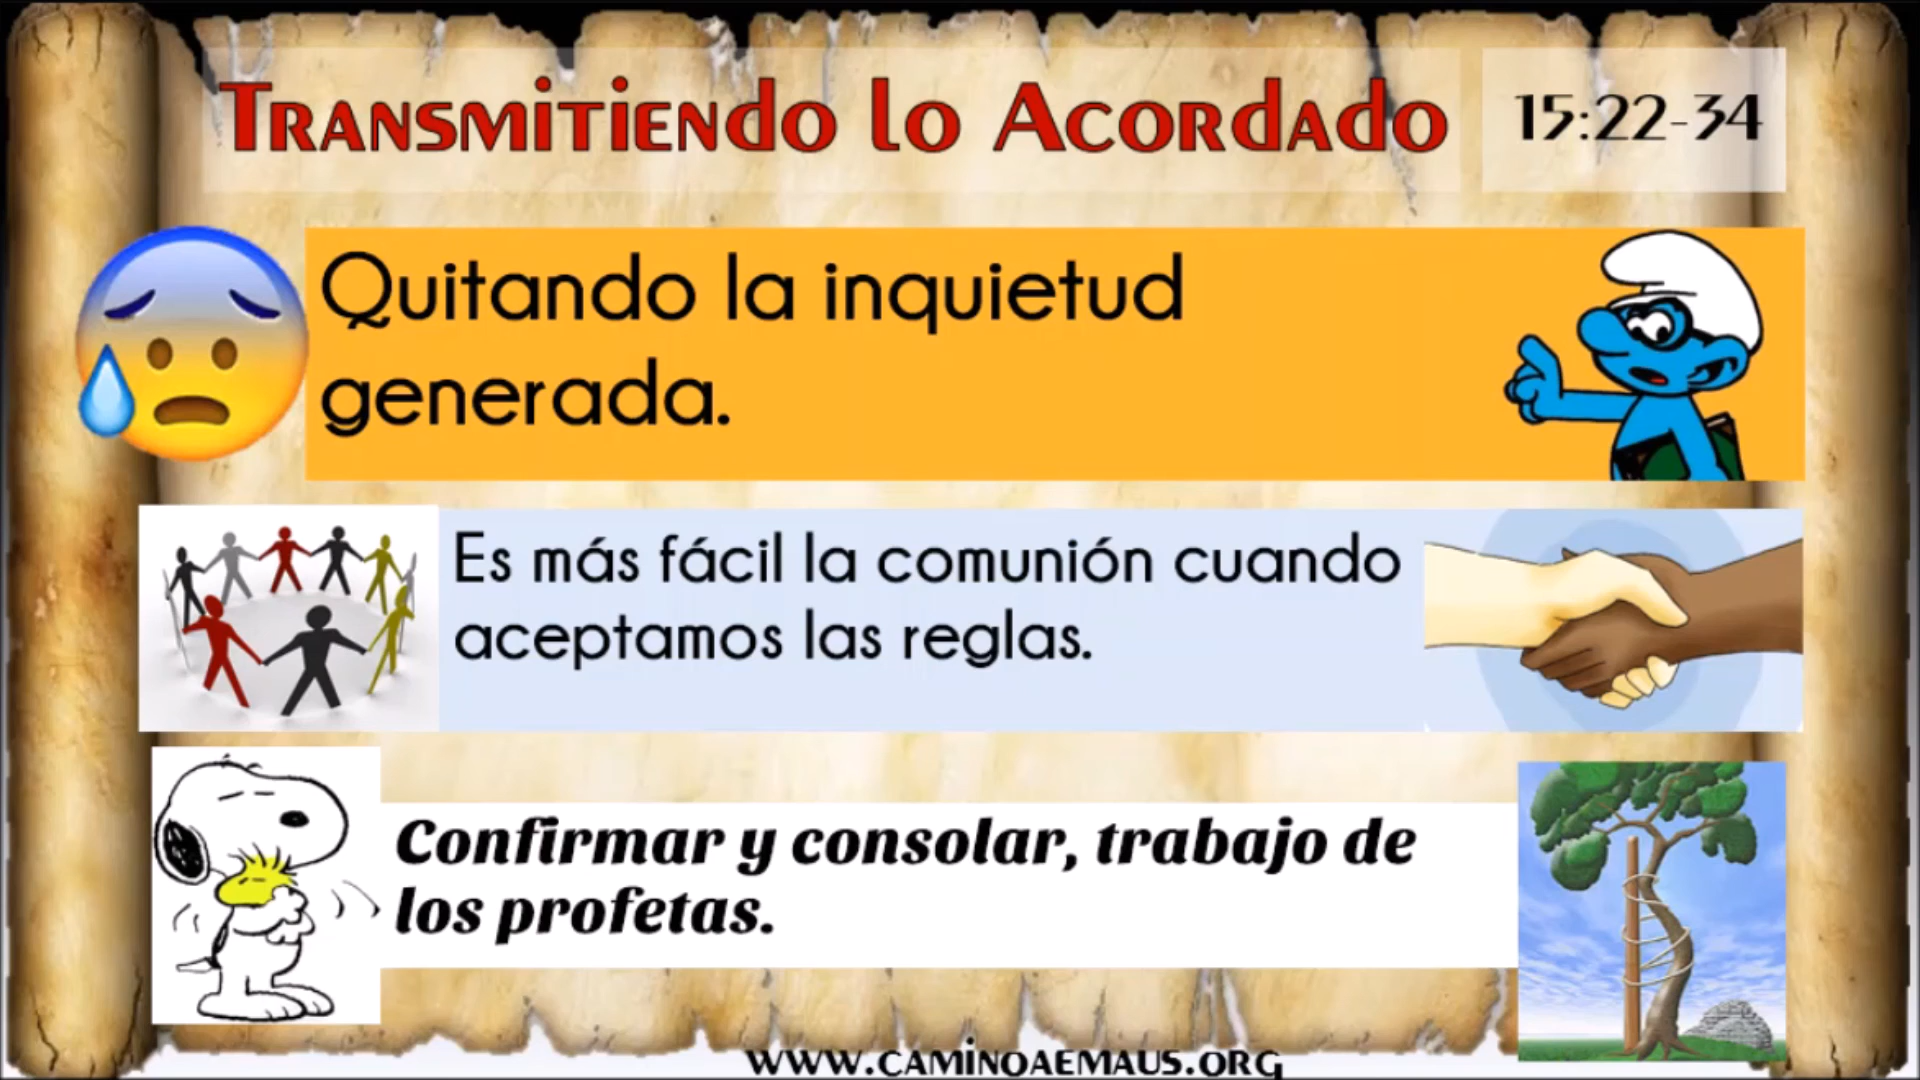 Transmitiendo lo Acordado
15:22-34
Quitando la inquietud
generada.
Es más fácil la comunión cuando
aceptamos las reglas.
Confirmar y consolar, trabajo de
los profetas.
www.caminoaemaus.org